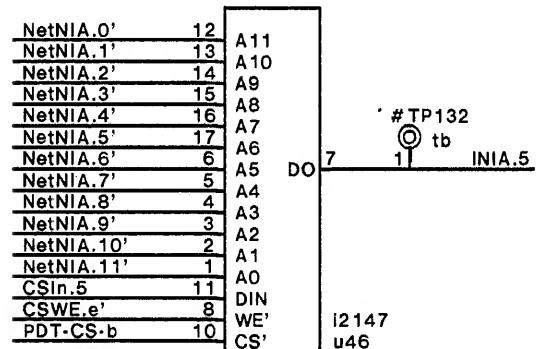 NetNIA.0' 12 A11
NetNIA.1' 13 A10
NetNIA.2' 14 A9
NetNIA.3' 15 A8
NetNIA.4' 16 A7
NetNIA.5' 17 A6
NetNIA.6' 6 A5
NetNIA.7' 5 A4
NetNIA.8' 4 A3
NetNIA.9' 3 A2
NetNIA.10' 2 A1
NetNIA.11' 1 A0
CSIn.5 11 DIN
CSWE.e' 8 WE'
PDT-CS-b 10 CS'
#TP132
tb
DO 7 1 INIA.5
i2147
u46